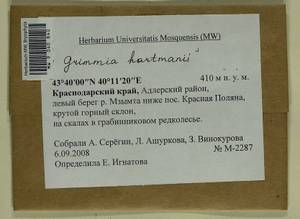 Herbarium Universitatis Mosquensis (MW)
Grimmia hartmanii
43°40'00"N 40°11'20"E 410 м н. у. м.
Краснодарский край, Адлерский район,
левый берег р. Мзымта ниже пос. Красная Поляна,
крутой горный склон,
на скалах в грабинниковом редколесье.
Собрали А. Серёгин, Л. Ашуркова, З. Винокурова
6.09.2008 № М-2287
Определила Е. Игнатова